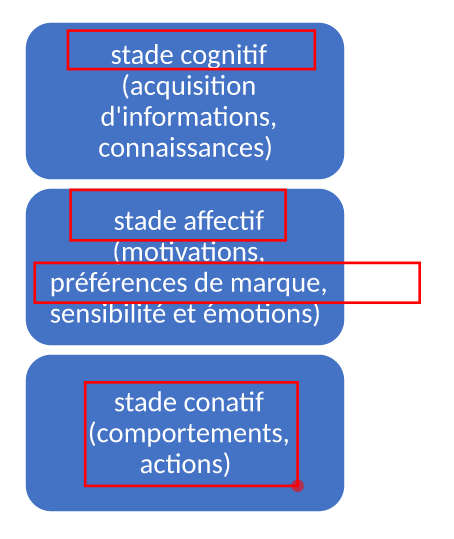 stade cognitif
(acquisition
d'informations,
connaissances)
stade affectif
(motivations,
préférences de marque,
sensibilité et émotions)
stade conatif
(comportements,
actions)